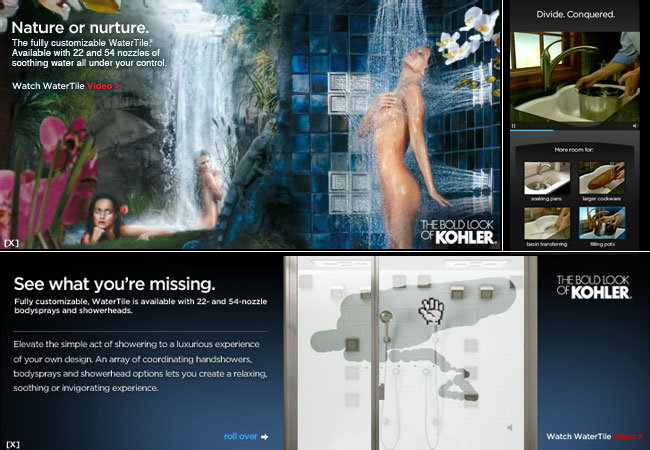 Nature or nurture.
The fully customizable WaterTile.®
Available with 22 and 54 nozzles of
soothing water all under your control.
Watch WaterTile Video >
THE BOLD LOOK
OF KOHLER®
[X]
Divide. Conquered.
More room for:
soaking pans
larger cookware
basin transferring
filling pots
See what you're missing.
Fully customizable, WaterTile is available with 22- and 54-nozzle
bodysprays and showerheads.
Elevate the simple act of showering to a luxurious experience
of your own design. An array of coordinating handshowers,
bodysprays and showerhead options lets you create a relaxing,
soothing or invigorating experience.
roll over
[X]
THE BOLD LOOK
OF KOHLER®
Watch WaterTile Video >